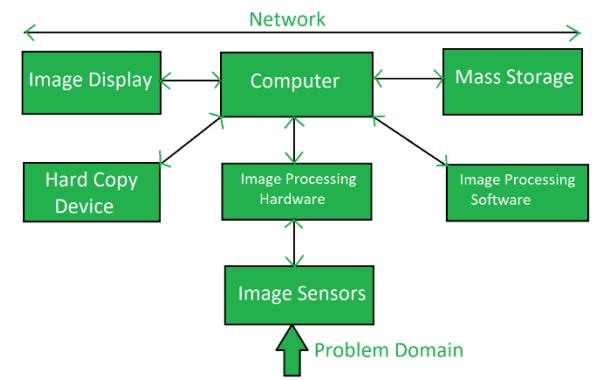 Network
Image Display
Computer
Mass Storage
Hard Copy
Device
Image Processing
Hardware
Image Processing
Software
Image Sensors
Problem Domain